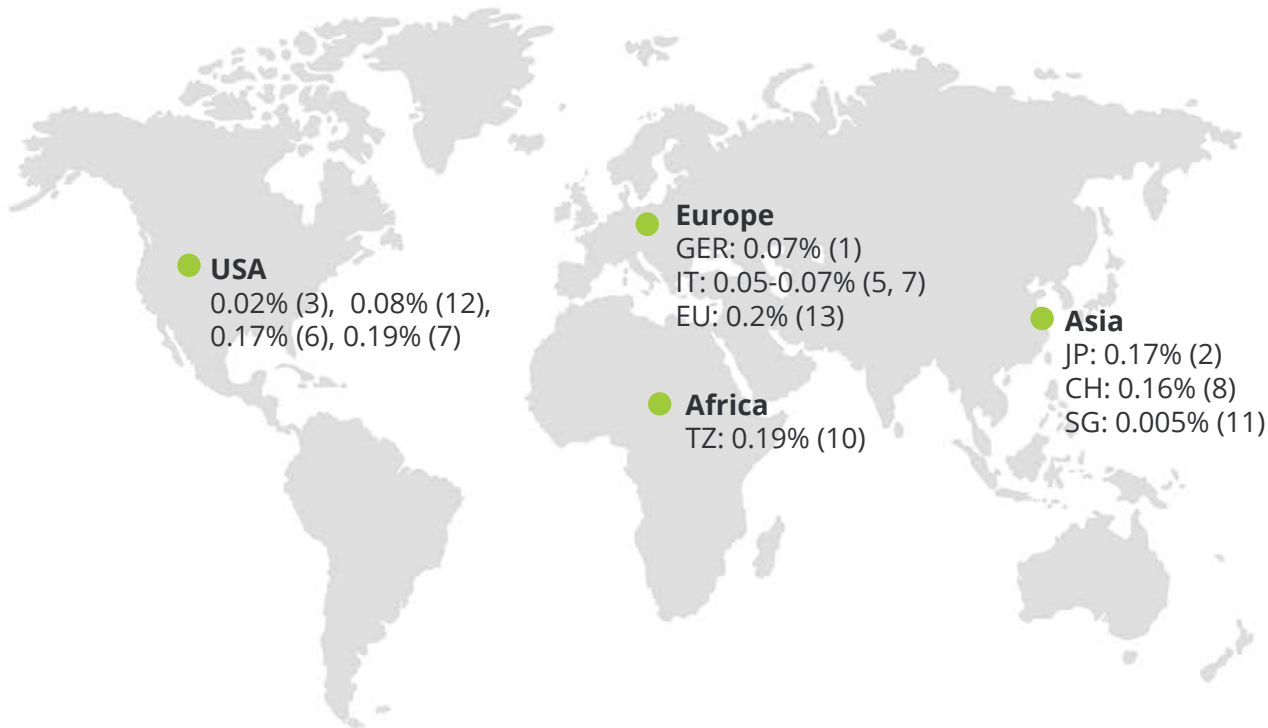 USA
0.02% (3),  0.08% (12),
0.17% (6), 0.19% (7)
Europe
GER: 0.07% (1)
IT: 0.05-0.07% (5, 7)
EU: 0.2% (13)
Africa
TZ: 0.19% (10)
Asia
JP: 0.17% (2)
CH: 0.16% (8)
SG: 0.005% (11)